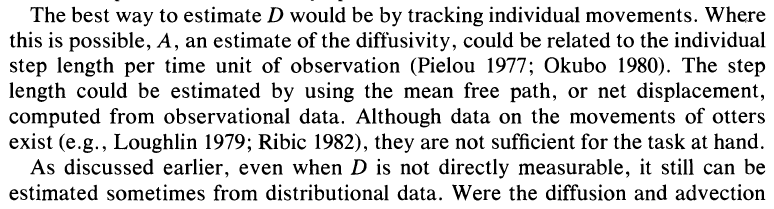 The best way to estimate D would be by tracking individual movements. Where
this is possible, A, an estimate of the diffusivity, could be related to the individual
step length per time unit of observation (Pielou 1977; Okubo 1980). The step
length could be estimated by using the mean free path, or net displacement,
computed from observational data. Although data on the movements of otters
exist (e.g., Loughlin 1979; Ribic 1982), they are not sufficient for the task at hand.
As discussed earlier, even when D is not directly measurable, it still can be
estimated sometimes from distributional data. Were the diffusion and advection